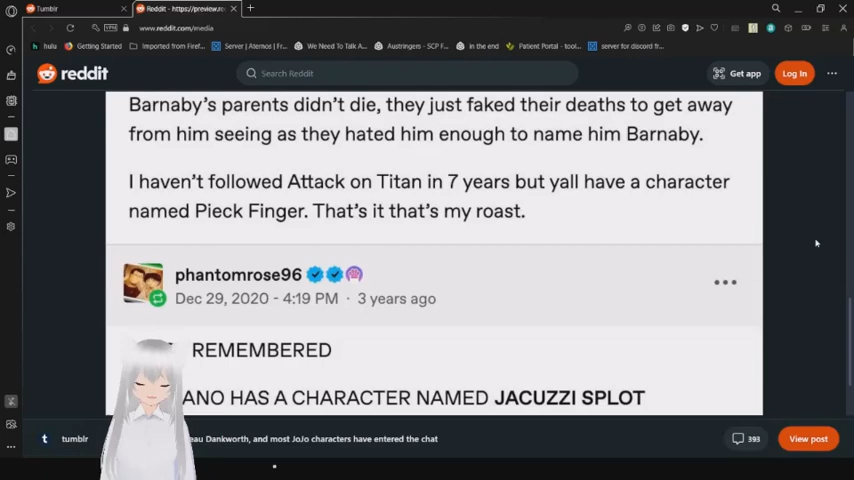 Tumblr
Reddit - https://preview.re
VPN
www.reddit.com/media
hulu
Getting Started
Imported from Firef...
Server | Aternos | Fr...
We Need To Talk A...
Austringers - SCP F...
in the end
Patient Portal - tool...
server for discord fr...
reddit
Search Reddit
Get app
Log In
Barnaby's parents didn't die, they just faked their deaths to get away
from him seeing as they hated him enough to name him Barnaby.
I haven't followed Attack on Titan in 7 years but yall have a character
named Pieck Finger. That's it that's my roast.
phantomrose96
Dec 29, 2020 - 4:19 PM · 3 years ago
REMEMBERED
ANO HAS A CHARACTER NAMED JACUZZI SPLOT
t tumblr
eau Dankworth, and most JoJo characters have entered the chat
393
View post